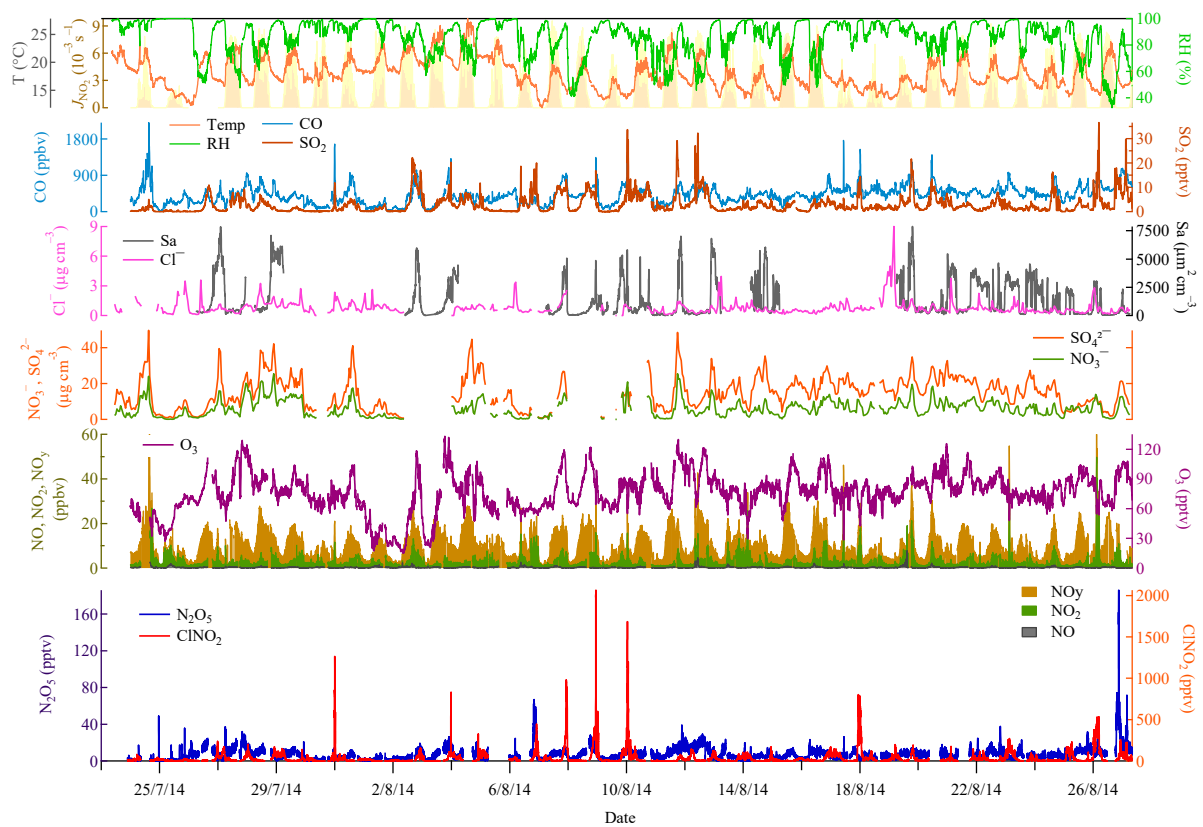 T (°C)
25
20
15
J_NO₂ (10⁻³ s⁻¹)
9
6
3
0
RH (%)
100
80
60
40
Temp
RH
CO
SO₂
CO (ppbv)
1800
900
0
SO₂ (pptv)
30
20
10
0
Sa
Cl⁻
Cl⁻ (µg cm⁻³)
9
6
3
0
Sa (µm² cm⁻³)
7500
5000
2500
0
SO₄²⁻
NO₃⁻
NO₃⁻, SO₄²⁻
(µg cm⁻³)
40
20
0
O₃
NO, NO₂, NOy
(ppbv)
60
40
20
0
O₃ (pptv)
120
90
60
30
0
N₂O₅
ClNO₂
NOy
NO₂
NO
N₂O₅ (pptv)
160
120
80
40
0
ClNO₂ (pptv)
2000
1500
1000
500
0
25/7/14 29/7/14 2/8/14 6/8/14 10/8/14 14/8/14 18/8/14 22/8/14 26/8/14
Date